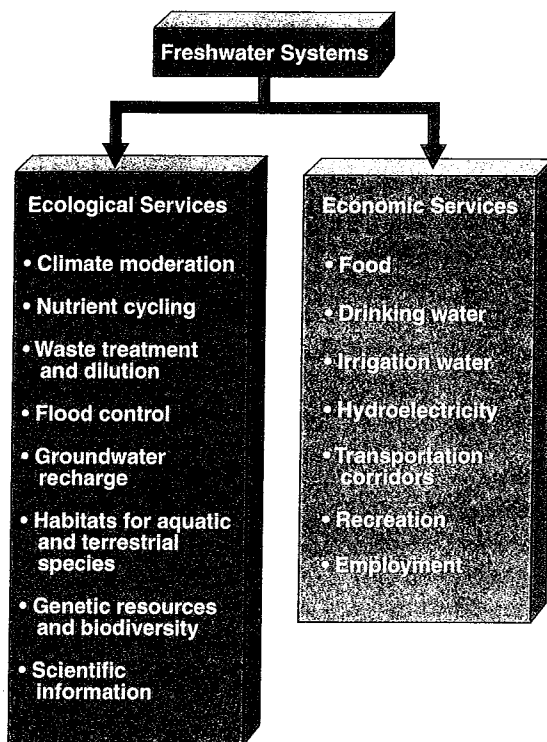 Freshwater Systems
Ecological Services
• Climate moderation
• Nutrient cycling
• Waste treatment
and dilution
• Flood control
• Groundwater
recharge
• Habitats for aquatic
and terrestrial
species
• Genetic resources
and biodiversity
• Scientific
information
Economic Services
• Food
• Drinking water
• Irrigation water
• Hydroelectricity
• Transportation
corridors
• Recreation
• Employment